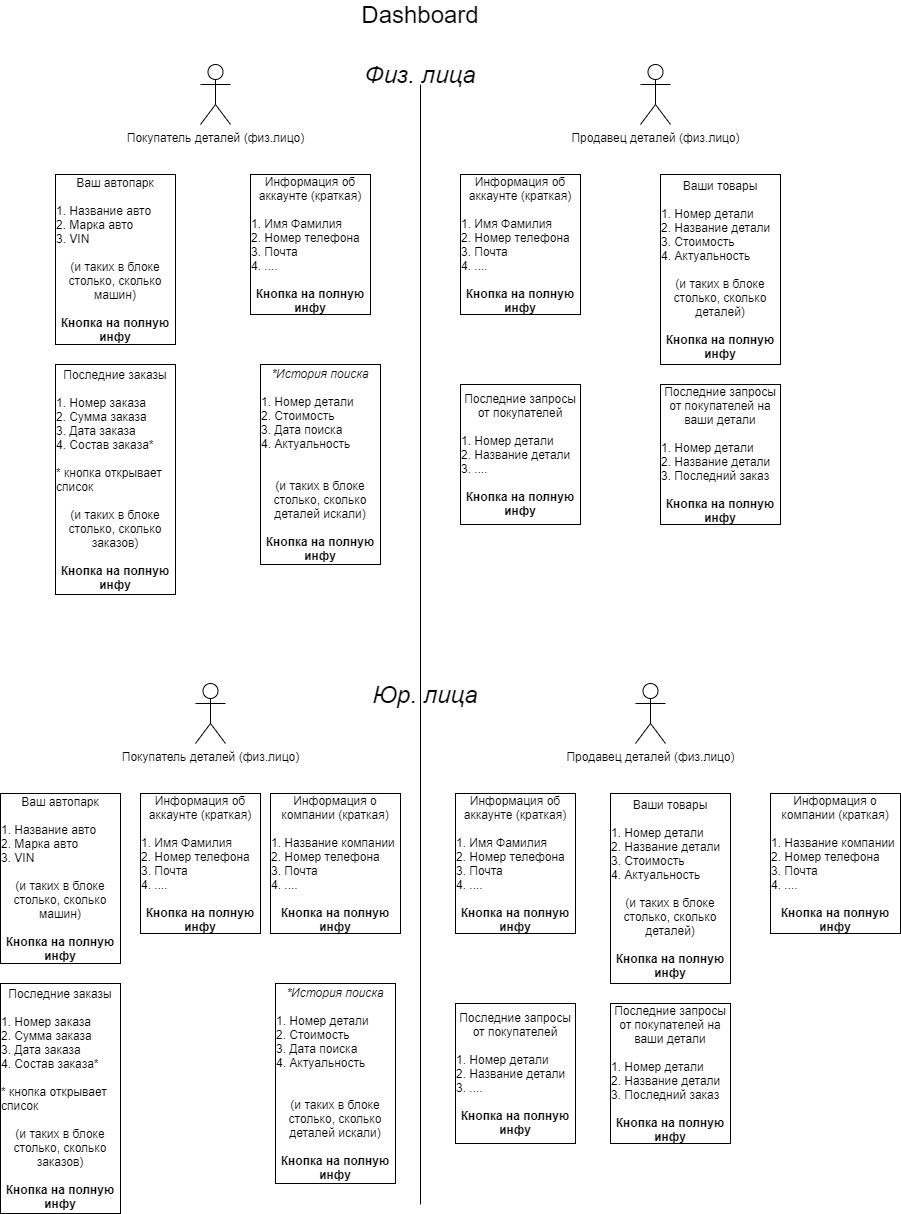 Dashboard
Физ. лица
Покупатель деталей (физ.лицо)
Продавец деталей (физ.лицо)
Ваш автопарк
1. Название авто
2. Марка авто
3. VIN
(и таких в блоке
столько, сколько
машин)
Кнопка на полную
инфу
Информация об
аккаунте (краткая)
1. Имя Фамилия
2. Номер телефона
3. Почта
4. ....
Кнопка на полную
инфу
Информация об
аккаунте (краткая)
1. Имя Фамилия
2. Номер телефона
3. Почта
4. ....
Кнопка на полную
инфу
Ваши товары
1. Номер детали
2. Название детали
3. Стоимость
4. Актуальность
(и таких в блоке
столько, сколько
деталей)
Кнопка на полную
инфу
Последние заказы
1. Номер заказа
2. Сумма заказа
3. Дата заказа
4. Состав заказа*
* кнопка открывает
список
(и таких в блоке
столько, сколько
заказов)
Кнопка на полную
инфу
*История поиска
1. Номер детали
2. Стоимость
3. Дата поиска
4. Актуальность
(и таких в блоке
столько, сколько
деталей искали)
Кнопка на полную
инфу
Последние запросы
от покупателей
1. Номер детали
2. Название детали
3. ....
Кнопка на полную
инфу
Последние запросы
от покупателей на
ваши детали
1. Номер детали
2. Название детали
3. Последний заказ
Кнопка на полную
инфу
Юр. лица
Покупатель деталей (физ.лицо)
Продавец деталей (физ.лицо)
Ваш автопарк
1. Название авто
2. Марка авто
3. VIN
(и таких в блоке
столько, сколько
машин)
Кнопка на полную
инфу
Информация об
аккаунте (краткая)
1. Имя Фамилия
2. Номер телефона
3. Почта
4. ....
Кнопка на полную
инфу
Информация о
компании (краткая)
1. Название компании
2. Номер телефона
3. Почта
4. ....
Кнопка на полную
инфу
Информация об
аккаунте (краткая)
1. Имя Фамилия
2. Номер телефона
3. Почта
4. ....
Кнопка на полную
инфу
Ваши товары
1. Номер детали
2. Название детали
3. Стоимость
4. Актуальность
(и таких в блоке
столько, сколько
деталей)
Кнопка на полную
инфу
Информация о
компании (краткая)
1. Название компании
2. Номер телефона
3. Почта
4. ....
Кнопка на полную
инфу
Последние заказы
1. Номер заказа
2. Сумма заказа
3. Дата заказа
4. Состав заказа*
* кнопка открывает
список
(и таких в блоке
столько, сколько
заказов)
Кнопка на полную
инфу
*История поиска
1. Номер детали
2. Стоимость
3. Дата поиска
4. Актуальность
(и таких в блоке
столько, сколько
деталей искали)
Кнопка на полную
инфу
Последние запросы
от покупателей
1. Номер детали
2. Название детали
3. ....
Кнопка на полную
инфу
Последние запросы
от покупателей на
ваши детали
1. Номер детали
2. Название детали
3. Последний заказ
Кнопка на полную
инфу